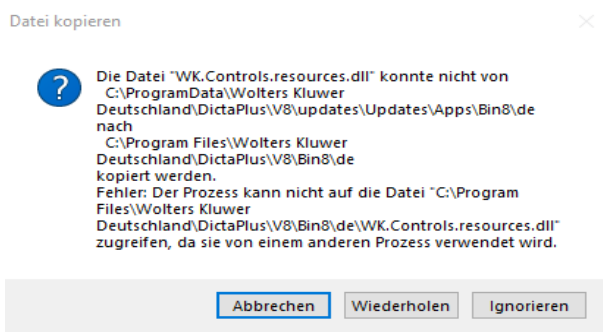 Datei kopieren
Die Datei "WK.Controls.resources.dll" konnte nicht von
C:\ProgramData\Wolters Kluwer
Deutschland\DictaPlus\V8\updates\Updates\Apps\Bin8\de
nach
C:\Program Files\Wolters Kluwer
Deutschland\DictaPlus\V8\Bin8\de
kopiert werden.
Fehler: Der Prozess kann nicht auf die Datei "C:\Program
Files\Wolters Kluwer
Deutschland\DictaPlus\V8\Bin8\de\WK.Controls.resources.dll"
zugreifen, da sie von einem anderen Prozess verwendet wird.
Abbrechen Wiederholen Ignorieren